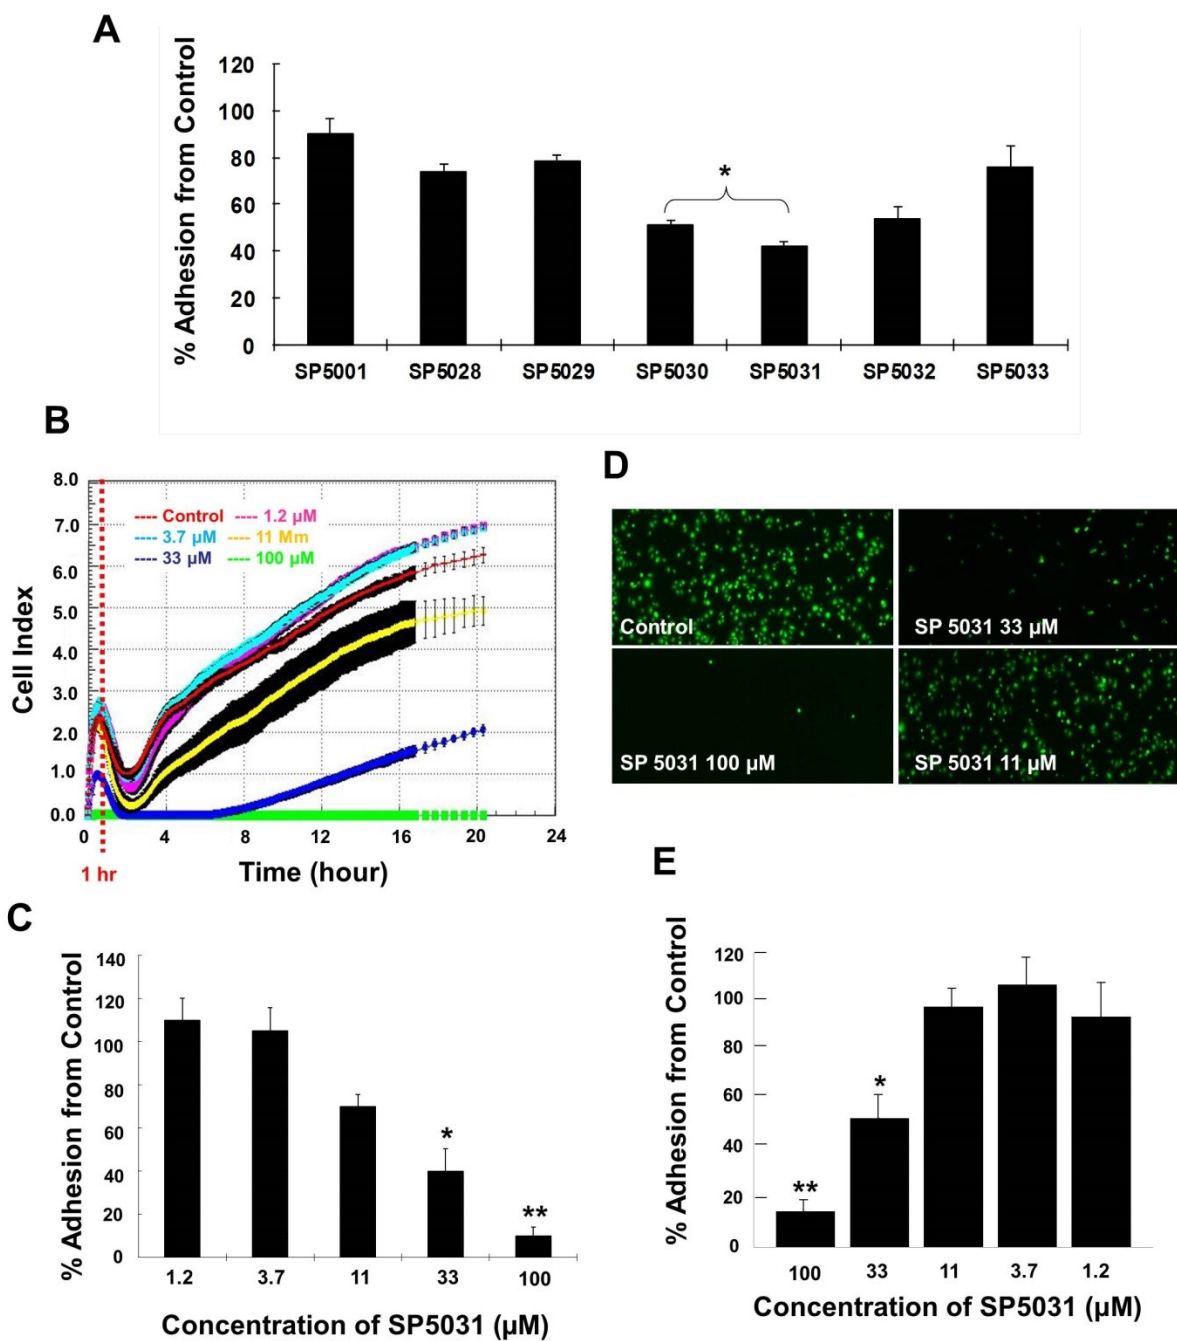 A
% Adhesion from Control
120
100
80
60
40
20
0
*
SP5001 SP5028 SP5029 SP5030 SP5031 SP5032 SP5033
B
Cell Index
8.0
7.0
6.0
5.0
4.0
3.0
2.0
1.0
0.0
---- Control ---- 1.2 µM
---- 3.7 µM ---- 11 Mm
---- 33 µM ---- 100 µM
0 4 8 12 16 20 24
1 hr
Time (hour)
D
Control
SP 5031 33 µM
SP 5031 100 µM
SP 5031 11 µM
C
% Adhesion from Control
140
120
100
80
60
40
20
0
*
**
1.2 3.7 11 33 100
Concentration of SP5031 (µM)
E
% Adhesion from Control
120
100
80
60
40
20
0
**
*
100 33 11 3.7 1.2
Concentration of SP5031 (µM)